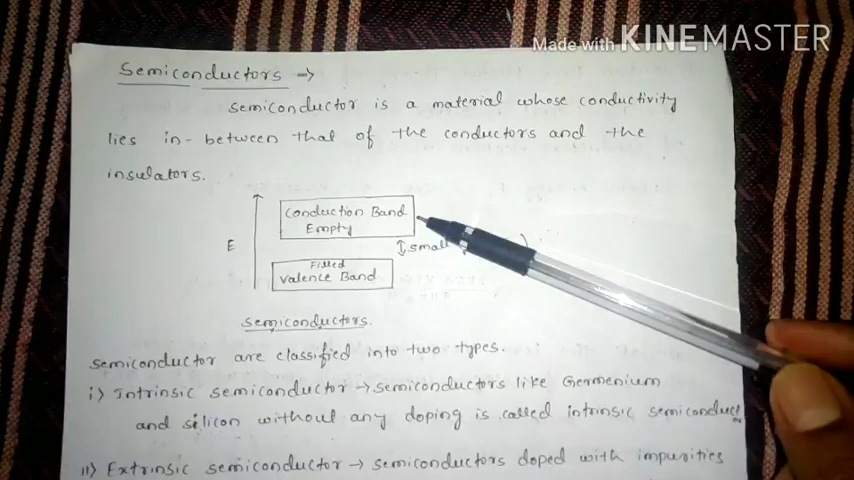 Made with KINEMASTER
Semiconductors →
semiconductor is a material whose conductivity
lies in-between that of the conductors and the
insulators.
Conduction Band
Empty
E
small
Filled
Valence Band
semiconductors.
semiconductor are classified into two types.
i) Intrinsic semiconductor → semiconductors like Germenium
and silicon without any doping is called intrinsic semiconduct
ii) Extrinsic semiconductor → semiconductors doped with impurities